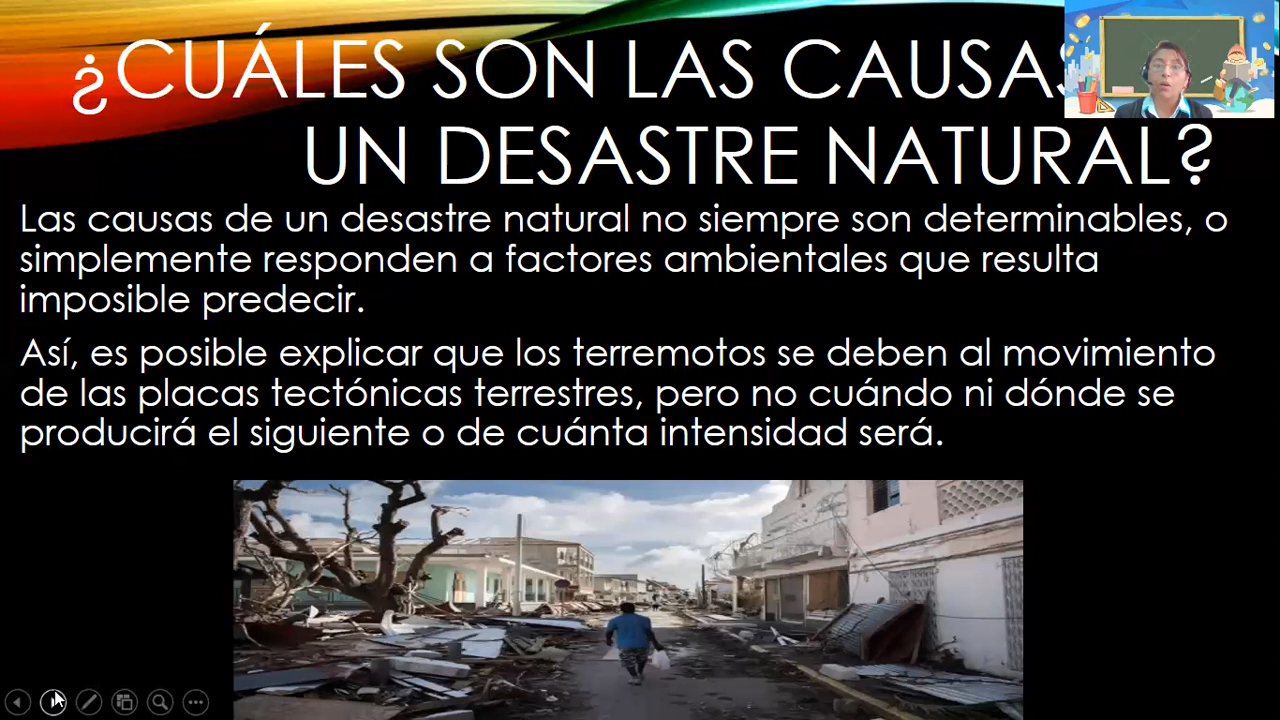 ¿CUÁLES SON LAS CAUSAS
UN DESASTRE NATURAL?
Las causas de un desastre natural no siempre son determinables, o
simplemente responden a factores ambientales que resulta
imposible predecir.
Así, es posible explicar que los terremotos se deben al movimiento
de las placas tectónicas terrestres, pero no cuándo ni dónde se
producirá el siguiente o de cuánta intensidad será.